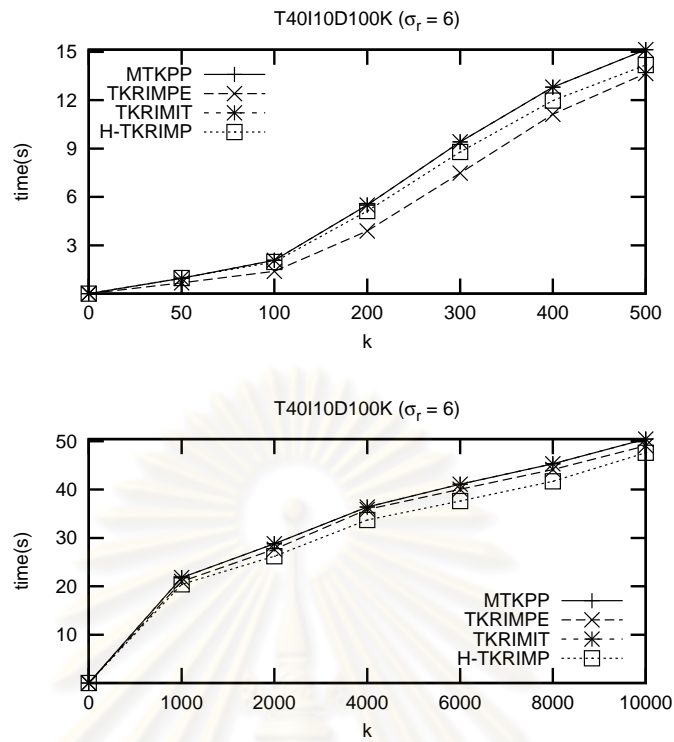 T40I10D100K (σr = 6)
15
12
9
6
3
time(s)
MTKPP
TKRIMPE
TKRIMIT
H-TKRIMP
0 50 100 200 300 400 500
k
T40I10D100K (σr = 6)
50
40
30
20
10
time(s)
MTKPP
TKRIMPE
TKRIMIT
H-TKRIMP
0 1000 2000 4000 6000 8000 10000
k